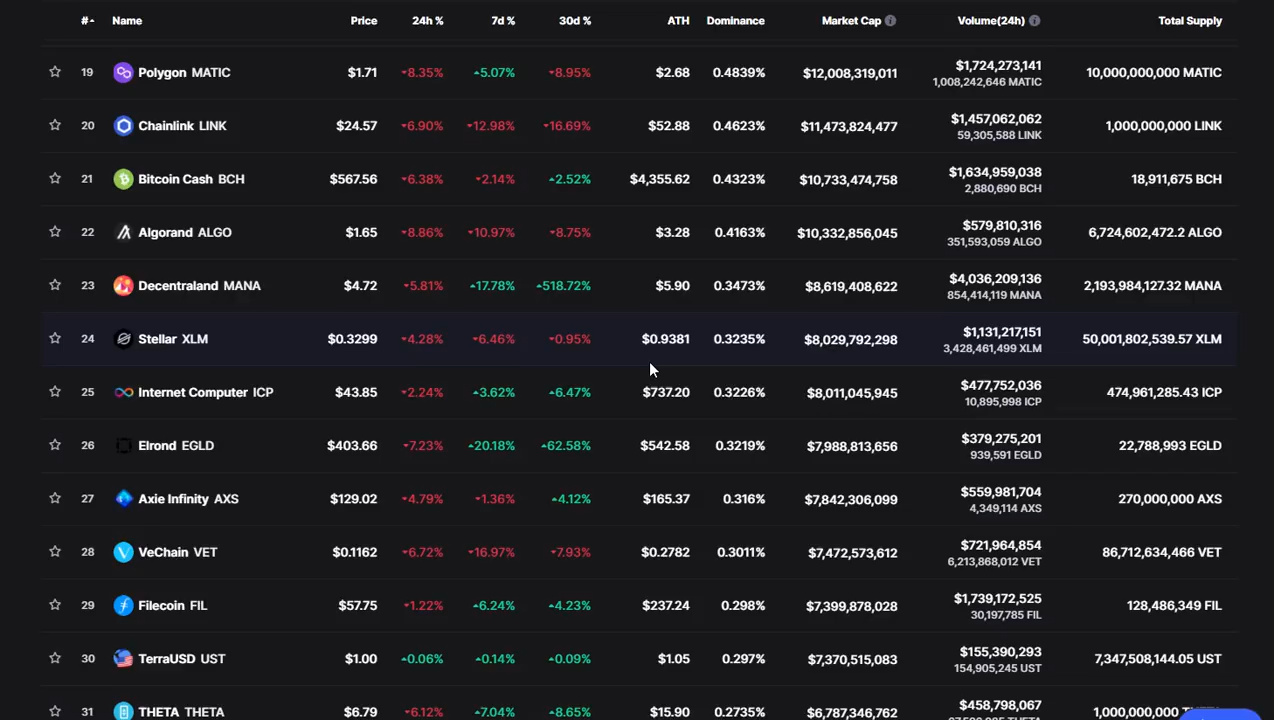 # Name Price 24h % 7d % 30d % ATH Dominance Market Cap Volume(24h) Total Supply
19 Polygon MATIC $1.71 8.35% 5.07% 8.95% $2.68 0.4839% $12,008,319,011 $1,724,273,141 10,000,000,000 MATIC
1,008,242,646 MATIC
20 Chainlink LINK $24.57 6.90% 12.98% 16.69% $52.88 0.4623% $11,473,824,477 $1,457,062,062 1,000,000,000 LINK
59,305,588 LINK
21 Bitcoin Cash BCH $567.56 6.38% 2.14% 2.52% $4,355.62 0.4323% $10,733,474,758 $1,634,959,038 18,911,675 BCH
2,880,690 BCH
22 Algorand ALGO $1.65 8.86% 10.97% 8.75% $3.28 0.4163% $10,332,856,045 $579,810,316 6,724,602,472.2 ALGO
351,593,059 ALGO
23 Decentraland MANA $4.72 5.81% 17.78% 518.72% $5.90 0.3473% $8,619,408,622 $4,036,209,136 2,193,984,127.32 MANA
854,414,119 MANA
24 Stellar XLM $0.3299 4.28% 6.46% 0.95% $0.9381 0.3235% $8,029,792,298 $1,131,217,151 50,001,802,539.57 XLM
3,428,461,499 XLM
25 Internet Computer ICP $43.85 2.24% 3.62% 6.47% $737.20 0.3226% $8,011,045,945 $477,752,036 474,961,285.43 ICP
10,895,998 ICP
26 Elrond EGLD $403.66 7.23% 20.18% 62.58% $542.58 0.3219% $7,988,813,656 $379,275,201 22,788,993 EGLD
939,591 EGLD
27 Axie Infinity AXS $129.02 4.79% 1.36% 4.12% $165.37 0.316% $7,842,306,099 $559,981,704 270,000,000 AXS
4,349,114 AXS
28 VeChain VET $0.1162 6.72% 16.97% 7.93% $0.2782 0.3011% $7,472,573,612 $721,964,854 86,712,634,466 VET
6,213,868,012 VET
29 Filecoin FIL $57.75 1.22% 6.24% 4.23% $237.24 0.298% $7,399,878,028 $1,739,172,525 128,486,349 FIL
30,197,785 FIL
30 TerraUSD UST $1.00 0.06% 0.14% 0.09% $1.05 0.297% $7,370,515,083 $155,390,293 7,347,508,144.05 UST
154,905,245 UST
31 THETA THETA $6.79 6.12% 7.04% 8.65% $15.90 0.2735% $6,787,346,762 $458,798,067 1,000,000,000